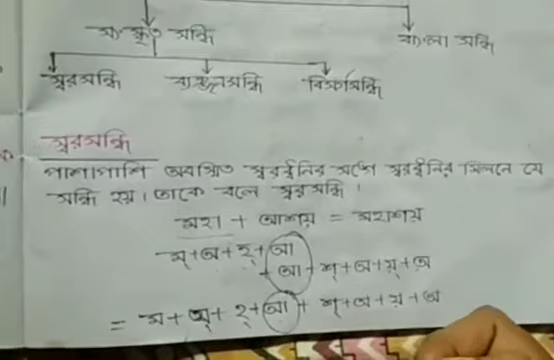 সংস্কৃত সন্ধি বাংলা সন্ধি
স্বরসন্ধি ব্যঞ্জনসন্ধি বিসর্গসন্ধি
স্বরসন্ধি
পাশাপাশি অবস্থিত স্বরধ্বনির সঙ্গে স্বরধ্বনির মিলনে যে
সন্ধি হয়। তাকে বলে স্বরসন্ধি।
মহা + আশয় = মহাশয়
ম্+অ+হ্+আ
+আ+শ্+অ+য়্+অ
= ম + অ্ + হ্+আ+ শ্+অ+য়+অ